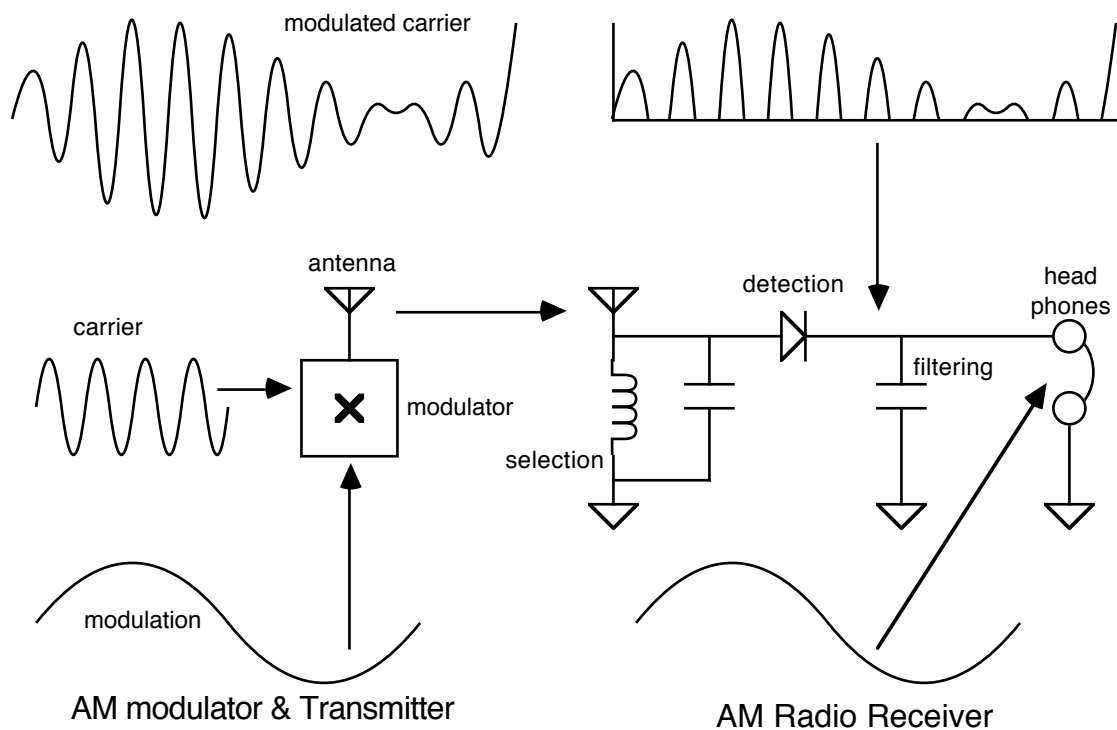 modulated carrier
antenna
detection
head
phones
carrier
filtering
modulator
selection
modulation
AM modulator & Transmitter
AM Radio Receiver